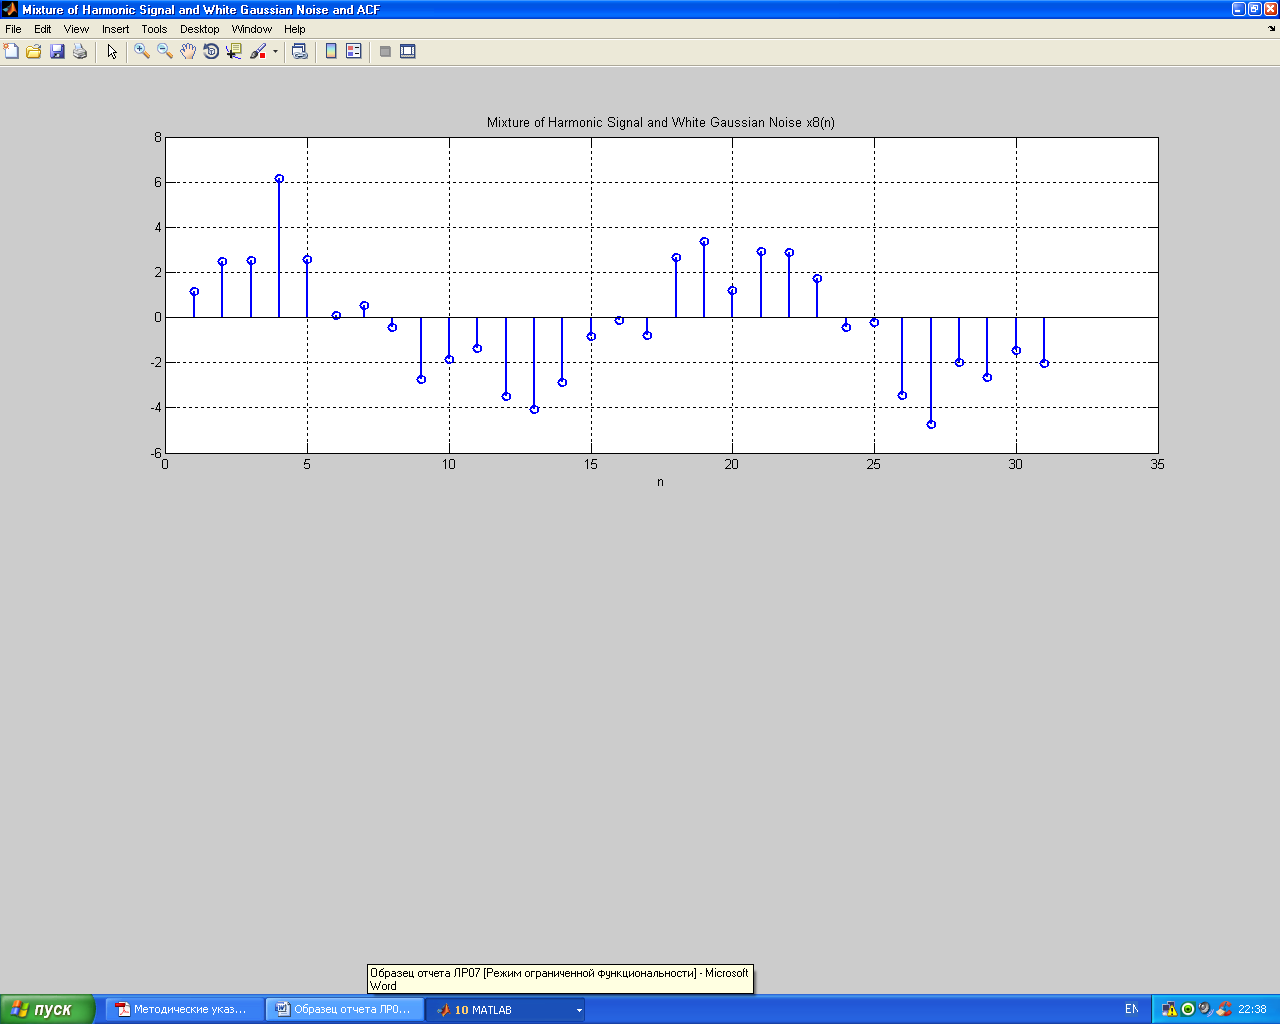 Mixture of Harmonic Signal and White Gaussian Noise and ACF
File Edit View Insert Tools Desktop Window Help
Mixture of Harmonic Signal and White Gaussian Noise x8(n)
8
6
4
2
0
-2
-4
-6
0 5 10 15 20 25 30 35
n
Образец отчета ЛР07 [Режим ограниченной функциональности] - Microsoft
Word
пуск Методические указ... Образец отчета ЛР0... 10 MATLAB EN 22:38